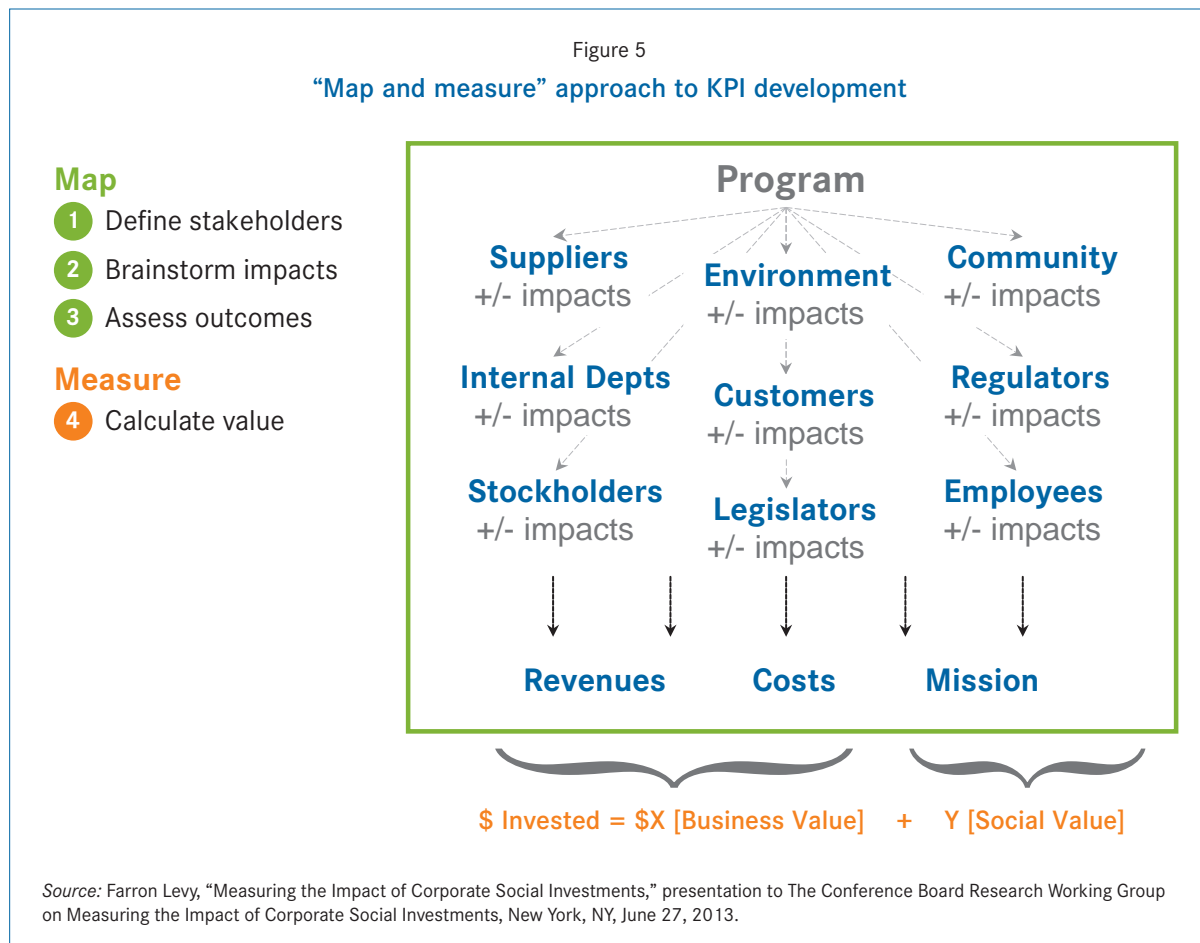 Figure 5
“Map and measure” approach to KPI development
Map
1 Define stakeholders
2 Brainstorm impacts
3 Assess outcomes
Measure
4 Calculate value
Program
Suppliers
+/- impacts
Environment
+/- impacts
Community
+/- impacts
Internal Depts
+/- impacts
Customers
+/- impacts
Regulators
+/- impacts
Stockholders
+/- impacts
Legislators
+/- impacts
Employees
+/- impacts
Revenues Costs Mission
$ Invested = $X [Business Value] + Y [Social Value]
Source: Farron Levy, “Measuring the Impact of Corporate Social Investments,” presentation to The Conference Board Research Working Group
on Measuring the Impact of Corporate Social Investments, New York, NY, June 27, 2013.